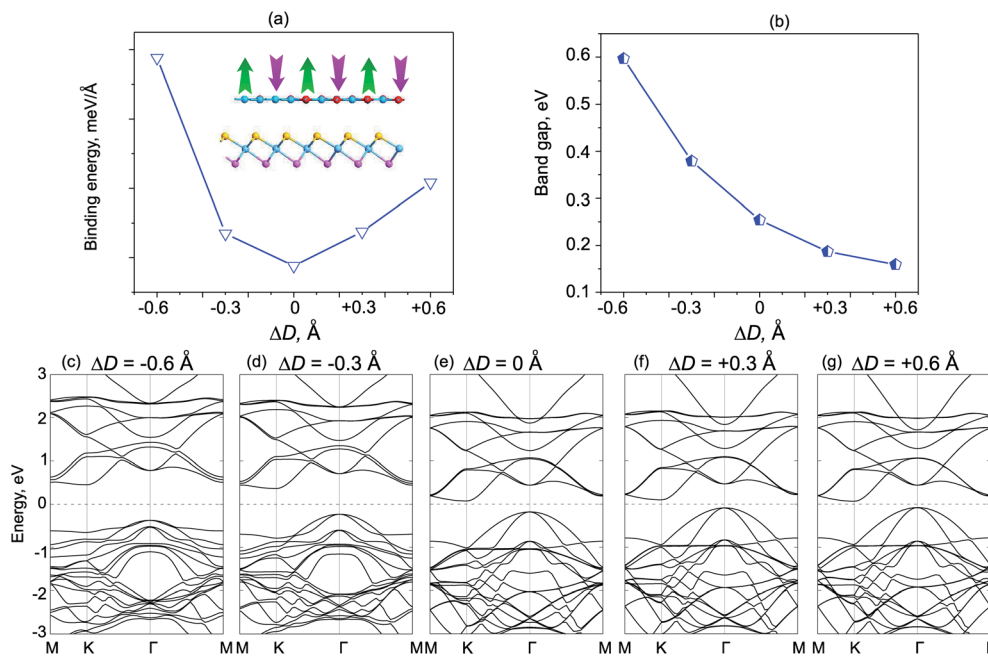 (a)
Binding energy, meV/Å
-0.6 -0.3 0 +0.3 +0.6
ΔD, Å
(b)
Band gap, eV
0.6
0.5
0.4
0.3
0.2
0.1
-0.6 -0.3 0 +0.3 +0.6
ΔD, Å
(c) ΔD = -0.6 Å
(d) ΔD = -0.3 Å
(e) ΔD = 0 Å
(f) ΔD = +0.3 Å
(g) ΔD = +0.6 Å
Energy, eV
3
2
1
0
-1
-2
-3
M K Γ M
M K Γ M
K Γ M
K Γ M
K Γ